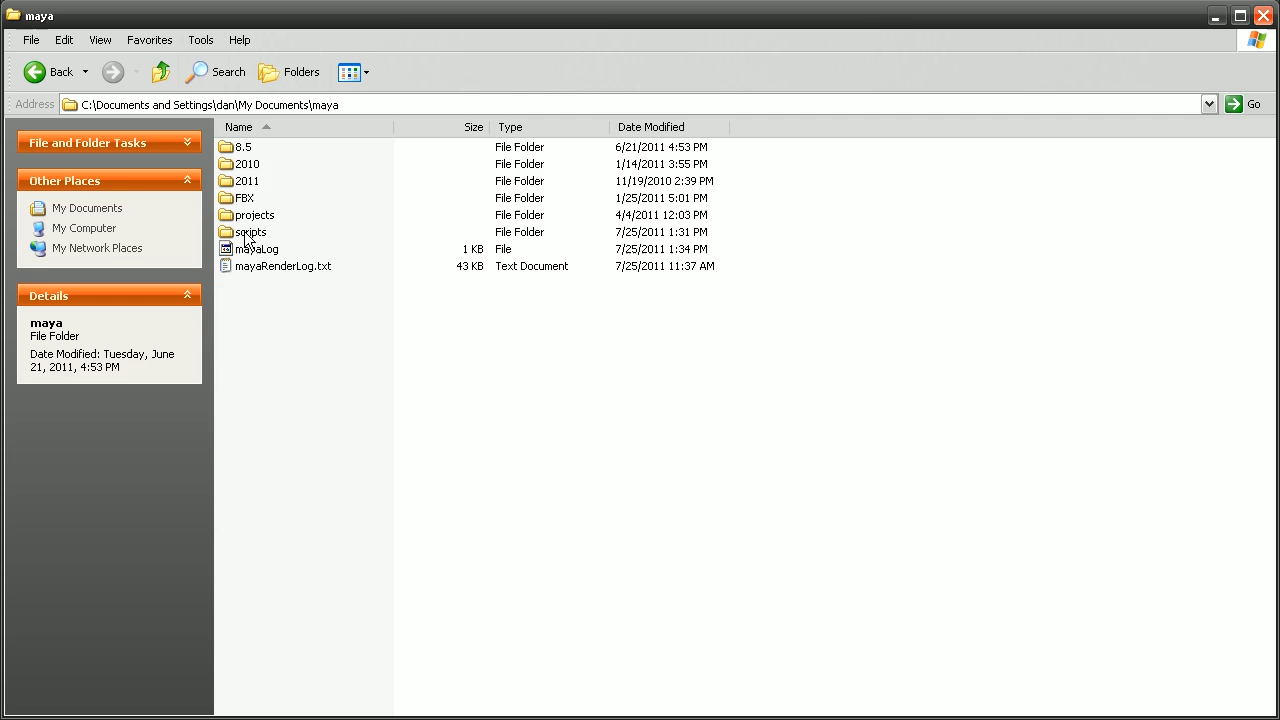 maya
File Edit View Favorites Tools Help
Back Search Folders
Address C:\Documents and Settings\dan\My Documents\maya Go
File and Folder Tasks
Other Places
My Documents
My Computer
My Network Places
Details
maya
File Folder
Date Modified: Tuesday, June
21, 2011, 4:53 PM
Name Size Type Date Modified
8.5 File Folder 6/21/2011 4:53 PM
2010 File Folder 1/14/2011 3:55 PM
2011 File Folder 11/19/2010 2:39 PM
FBX File Folder 1/25/2011 5:01 PM
projects File Folder 4/4/2011 12:03 PM
scripts File Folder 7/25/2011 1:31 PM
mayaLog 1 KB File 7/25/2011 1:34 PM
mayaRenderLog.txt 43 KB Text Document 7/25/2011 11:37 AM